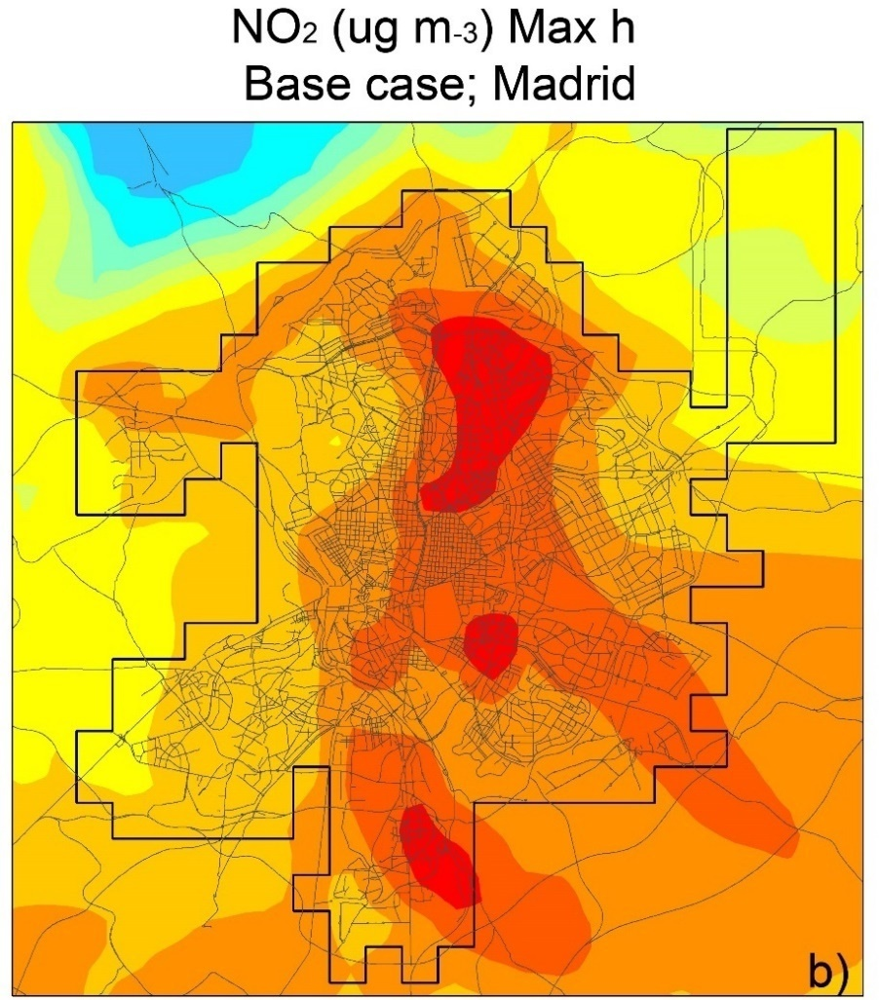 NO₂ (ug m-3) Max h
Base case; Madrid
b)